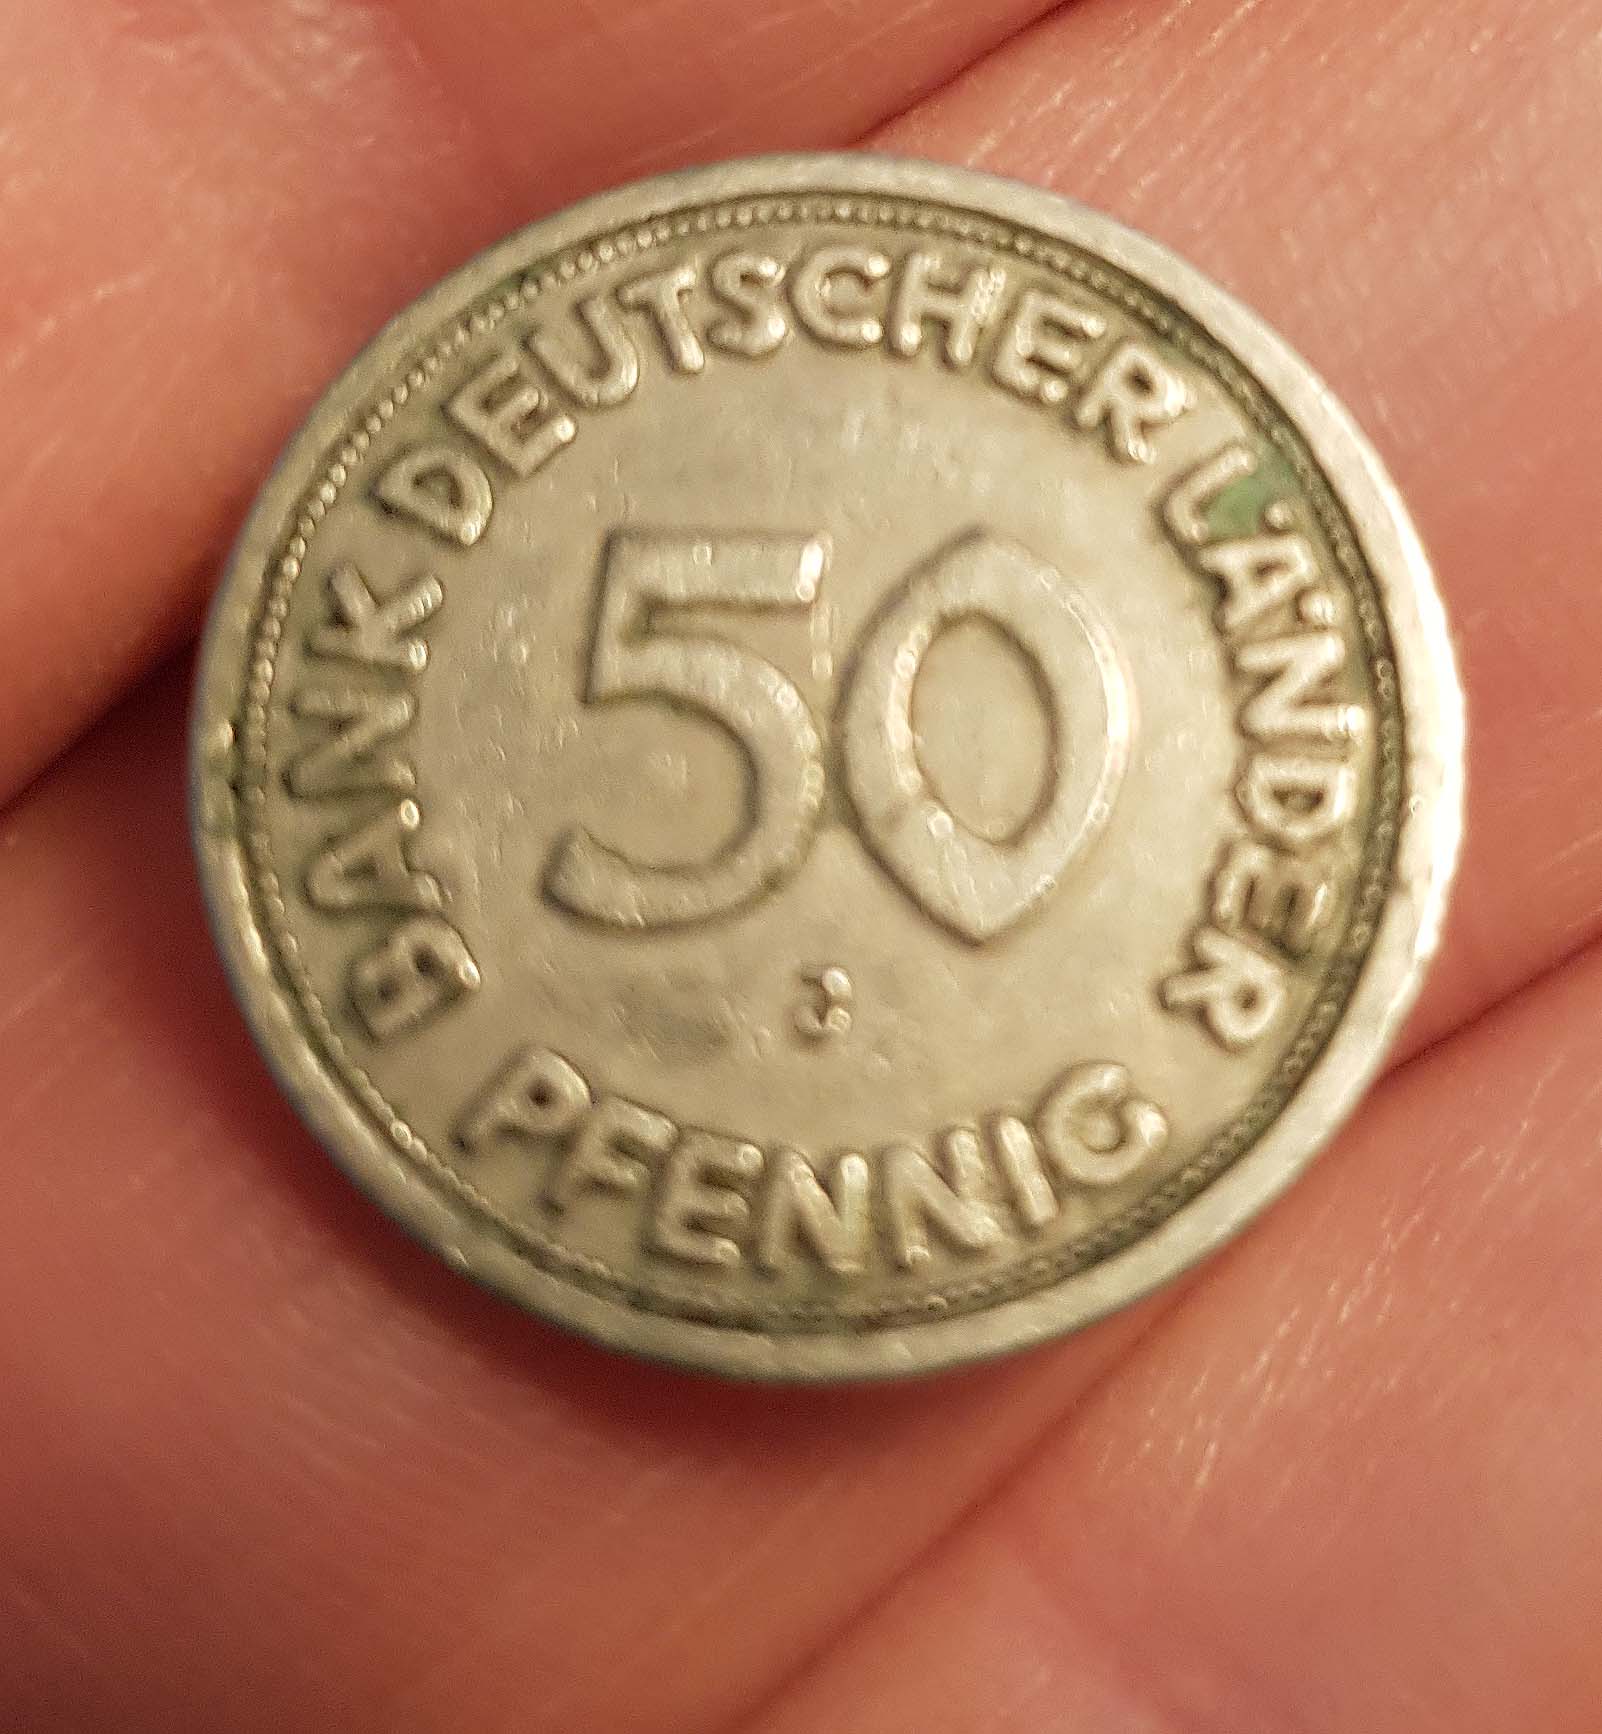 BANK DEUTSCHER LÄNDER
50
J
PFENNIG